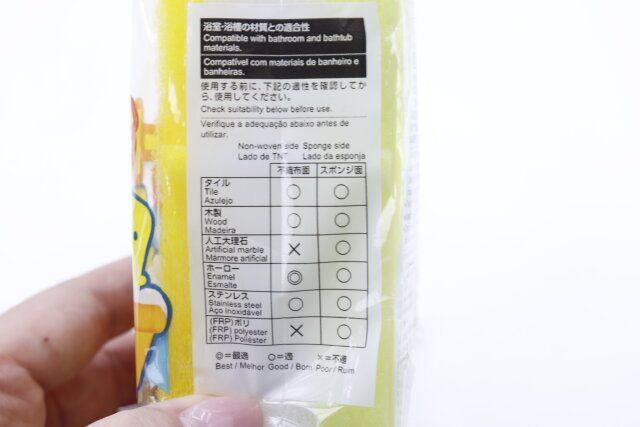 浴室・浴槽の材質との適合性
Compatible with bathroom and bathtub
materials.
Compatível com materiais de banheiro e
banheiras.
使用する前に、下記の適性を確認してか
ら、使用してください。
Check suitability below before use.
Verifique a adequação abaixo antes de
utilizar.
Non-woven side Sponge side
Lado de TNT Lado da esponja
不織布面 スポンジ面
タイル
Tile ○ ○
Azulejo
木製
Wood ○ ○
Madeira
人工大理石
Artificial marble × ○
Mármore artificial
ホーロー
Enamel ◎ ○
Esmalte
ステンレス
Stainless steel ○ ○
Aço inoxidável
(FRP)ポリ
(FRP) polyester × ○
(FRP) Poliéster
◎=最適 ○=適 ×=不適
Best / Melhor Good / Bom Poor / Ruim